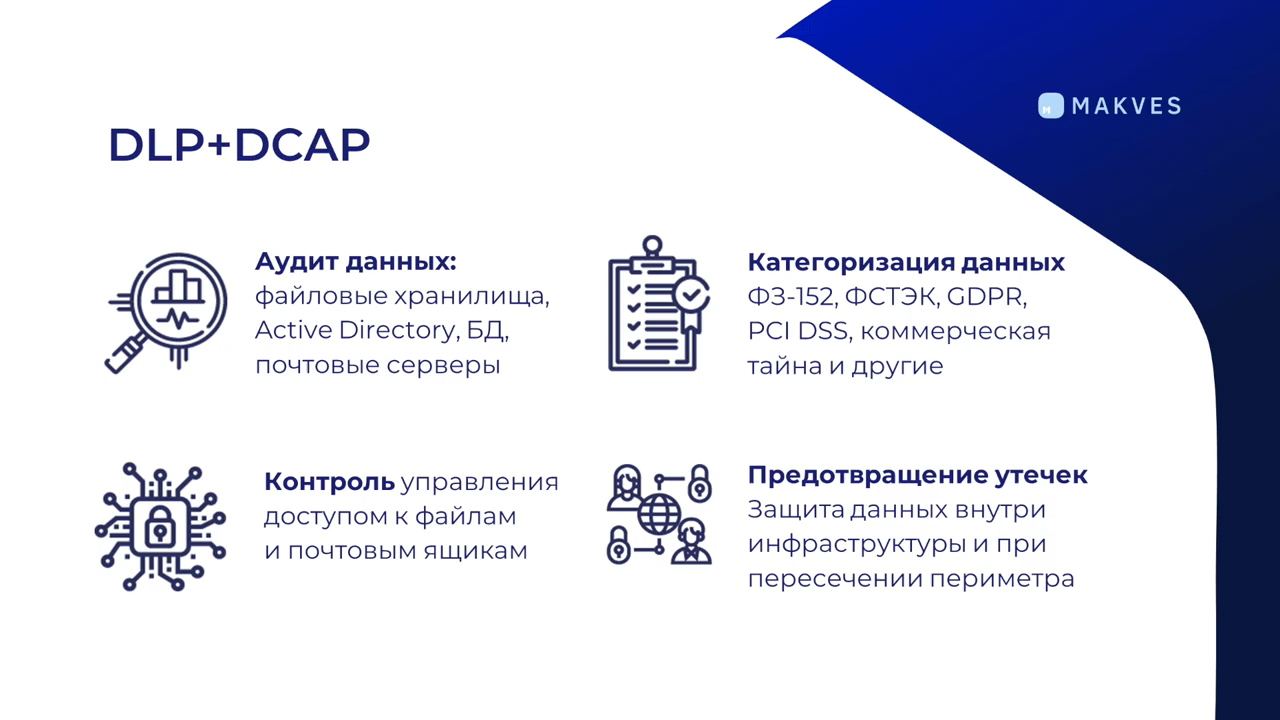 MAKVES
DLP+DCAP
Аудит данных:
файловые хранилища,
Active Directory, БД,
почтовые серверы
Категоризация данных
ФЗ-152, ФСТЭК, GDPR,
PCI DSS, коммерческая
тайна и другие
Контроль управления
доступом к файлам
и почтовым ящикам
Предотвращение утечек
Защита данных внутри
инфраструктуры и при
пересечении периметра